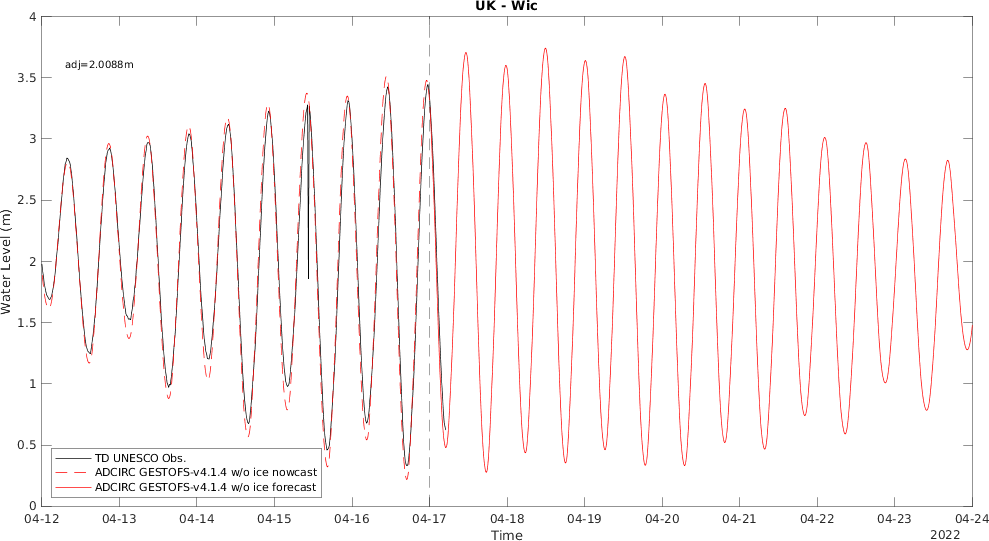 UK - Wic
adj=2.0088m
4
3.5
3
2.5
2
1.5
1
0.5
0
Water Level (m)
TD UNESCO Obs.
ADCIRC GESTOFS-v4.1.4 w/o ice nowcast
ADCIRC GESTOFS-v4.1.4 w/o ice forecast
04-12 04-13 04-14 04-15 04-16 04-17 04-18 04-19 04-20 04-21 04-22 04-23 04-24
Time
2022